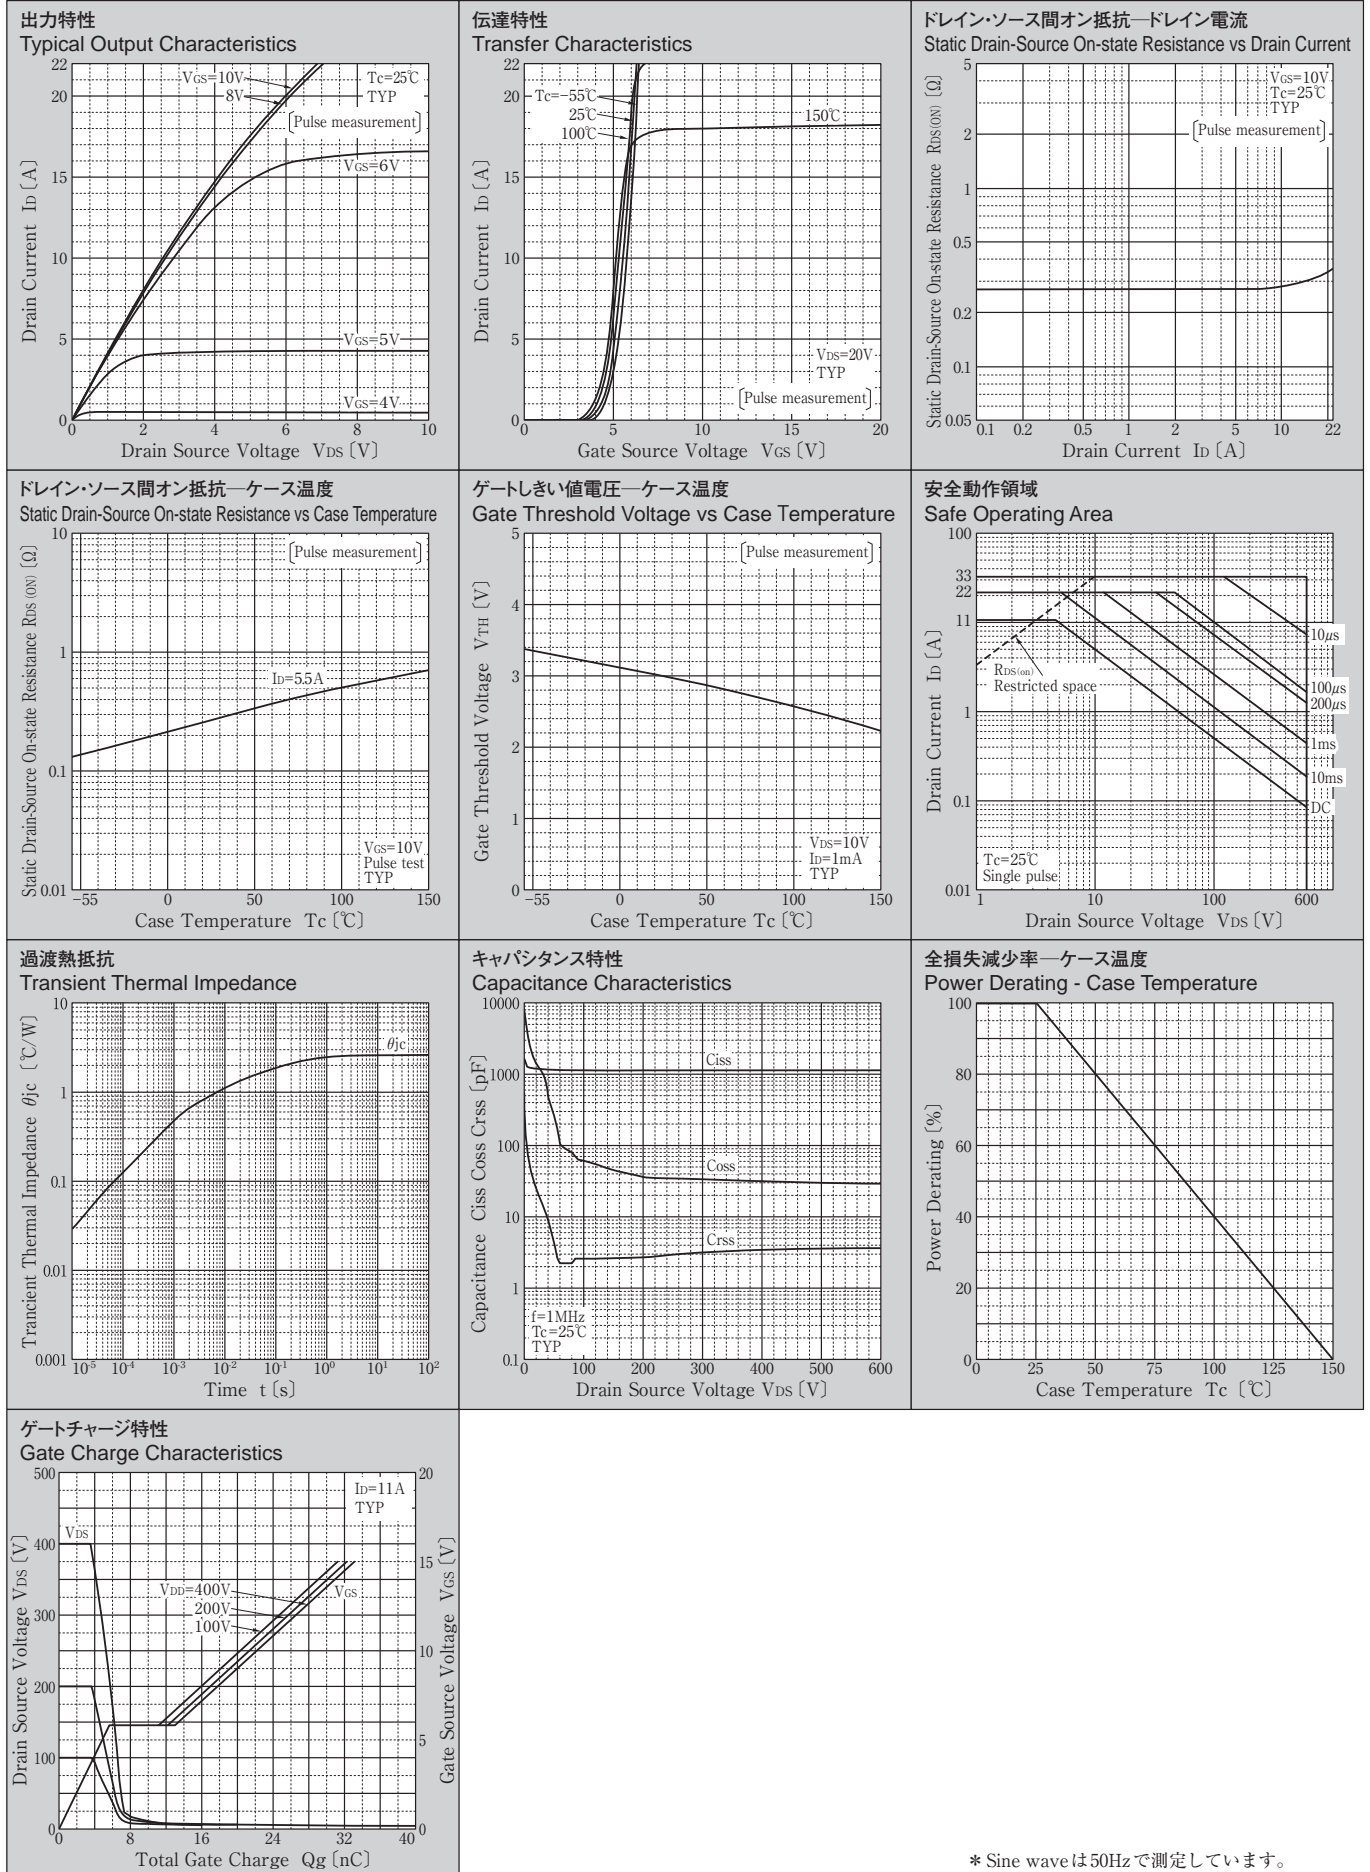 出力特性
Typical Output Characteristics
22
20
15
10
5
0
0
2
4
6
8
10
VGS=10V
8V
Tc=25℃
TYP
〔Pulse measurement〕
VGS=6V
VGS=5V
VGS=4V
Drain Current ID〔A〕
Drain Source Voltage VDS〔V〕
伝達特性
Transfer Characteristics
22
20
15
10
5
0
0
5
10
15
20
Tc=−55℃
25℃
100℃
150℃
VDS=20V
TYP
〔Pulse measurement〕
Drain Current ID〔A〕
Gate Source Voltage VGS〔V〕
ドレイン・ソース間オン抵抗―ドレイン電流
Static Drain-Source On-state Resistance vs Drain Current
5
2
1
0.5
0.2
0.1
0.05
0.1
0.2
0.5
1
2
5
10
22
VGS=10V
Tc=25℃
TYP
〔Pulse measurement〕
Static Drain-Source On-state Resistance RDS(ON)〔Ω〕
Drain Current ID〔A〕
ドレイン・ソース間オン抵抗―ケース温度
Static Drain-Source On-state Resistance vs Case Temperature
10
1
0.1
0.01
−55
0
50
100
150
〔Pulse measurement〕
ID=5.5A
VGS=10V
Pulse test
TYP
Static Drain-Source On-state Resistance RDS (ON)〔Ω〕
Case Temperature Tc〔℃〕
ゲートしきい値電圧―ケース温度
Gate Threshold Voltage vs Case Temperature
5
4
3
2
1
0
−55
0
50
100
150
〔Pulse measurement〕
VDS=10V
ID=1mA
TYP
Gate Threshold Voltage VTH〔V〕
Case Temperature Tc〔℃〕
安全動作領域
Safe Operating Area
100
33
22
11
1
0.1
0.01
1
10
100
600
10μs
100μs
200μs
1ms
10ms
DC
RDS(on)
Restricted space
Tc=25℃
Single pulse
Drain Current ID〔A〕
Drain Source Voltage VDS〔V〕
過渡熱抵抗
Transient Thermal Impedance
10
1
0.1
0.01
0.001
10-5
10-4
10-3
10-2
10-1
100
101
102
θjc
Trancient Thermal Impedance θjc〔℃/W〕
Time t〔s〕
キャパシタンス特性
Capacitance Characteristics
10000
1000
100
10
1
0.1
0
100
200
300
400
500
600
Ciss
Coss
Crss
f=1MHz
Tc=25℃
TYP
Capacitance Ciss Coss Crss〔pF〕
Drain Source Voltage VDS〔V〕
全損失減少率―ケース温度
Power Derating - Case Temperature
100
80
60
40
20
0
0
25
50
75
100
125
150
Power Derating〔%〕
Case Temperature Tc〔℃〕
ゲートチャージ特性
Gate Charge Characteristics
500
400
300
200
100
0
20
15
10
5
0
0
8
16
24
32
40
ID=11A
TYP
VDS
VDD=400V
200V
100V
VGS
Drain Source Voltage VDS〔V〕
Gate Source Voltage VGS〔V〕
Total Gate Charge Qg〔nC〕
＊Sine waveは50Hzで測定しています。